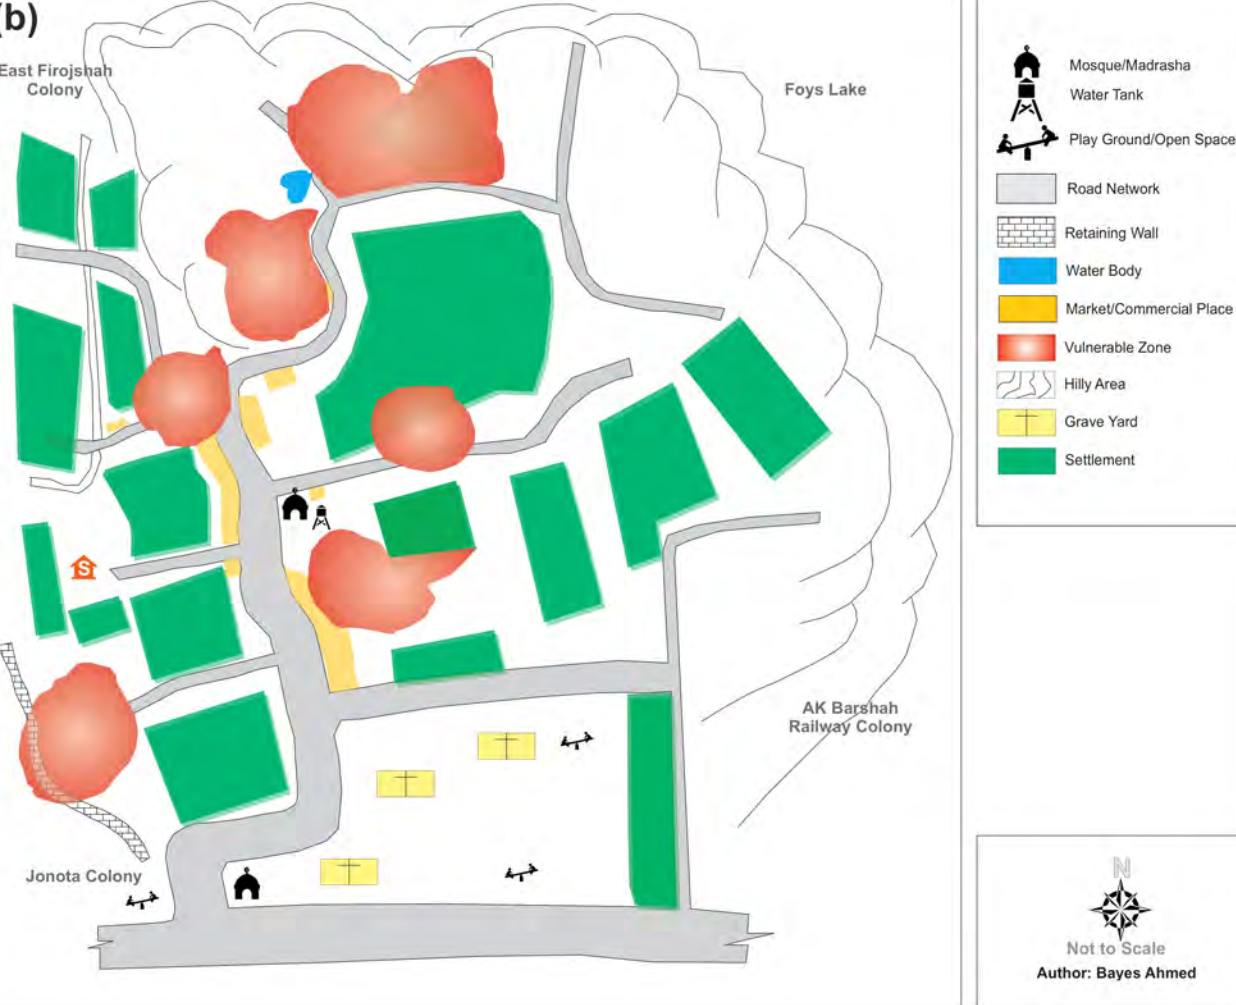 (b)
East Firojshah
Colony
Foys Lake
S
AK Barshah
Railway Colony
Jonota Colony
Mosque/Madrasha
Water Tank
Play Ground/Open Space
Road Network
Retaining Wall
Water Body
Market/Commercial Place
Vulnerable Zone
Hilly Area
Grave Yard
Settlement
N
Not to Scale
Author: Bayes Ahmed